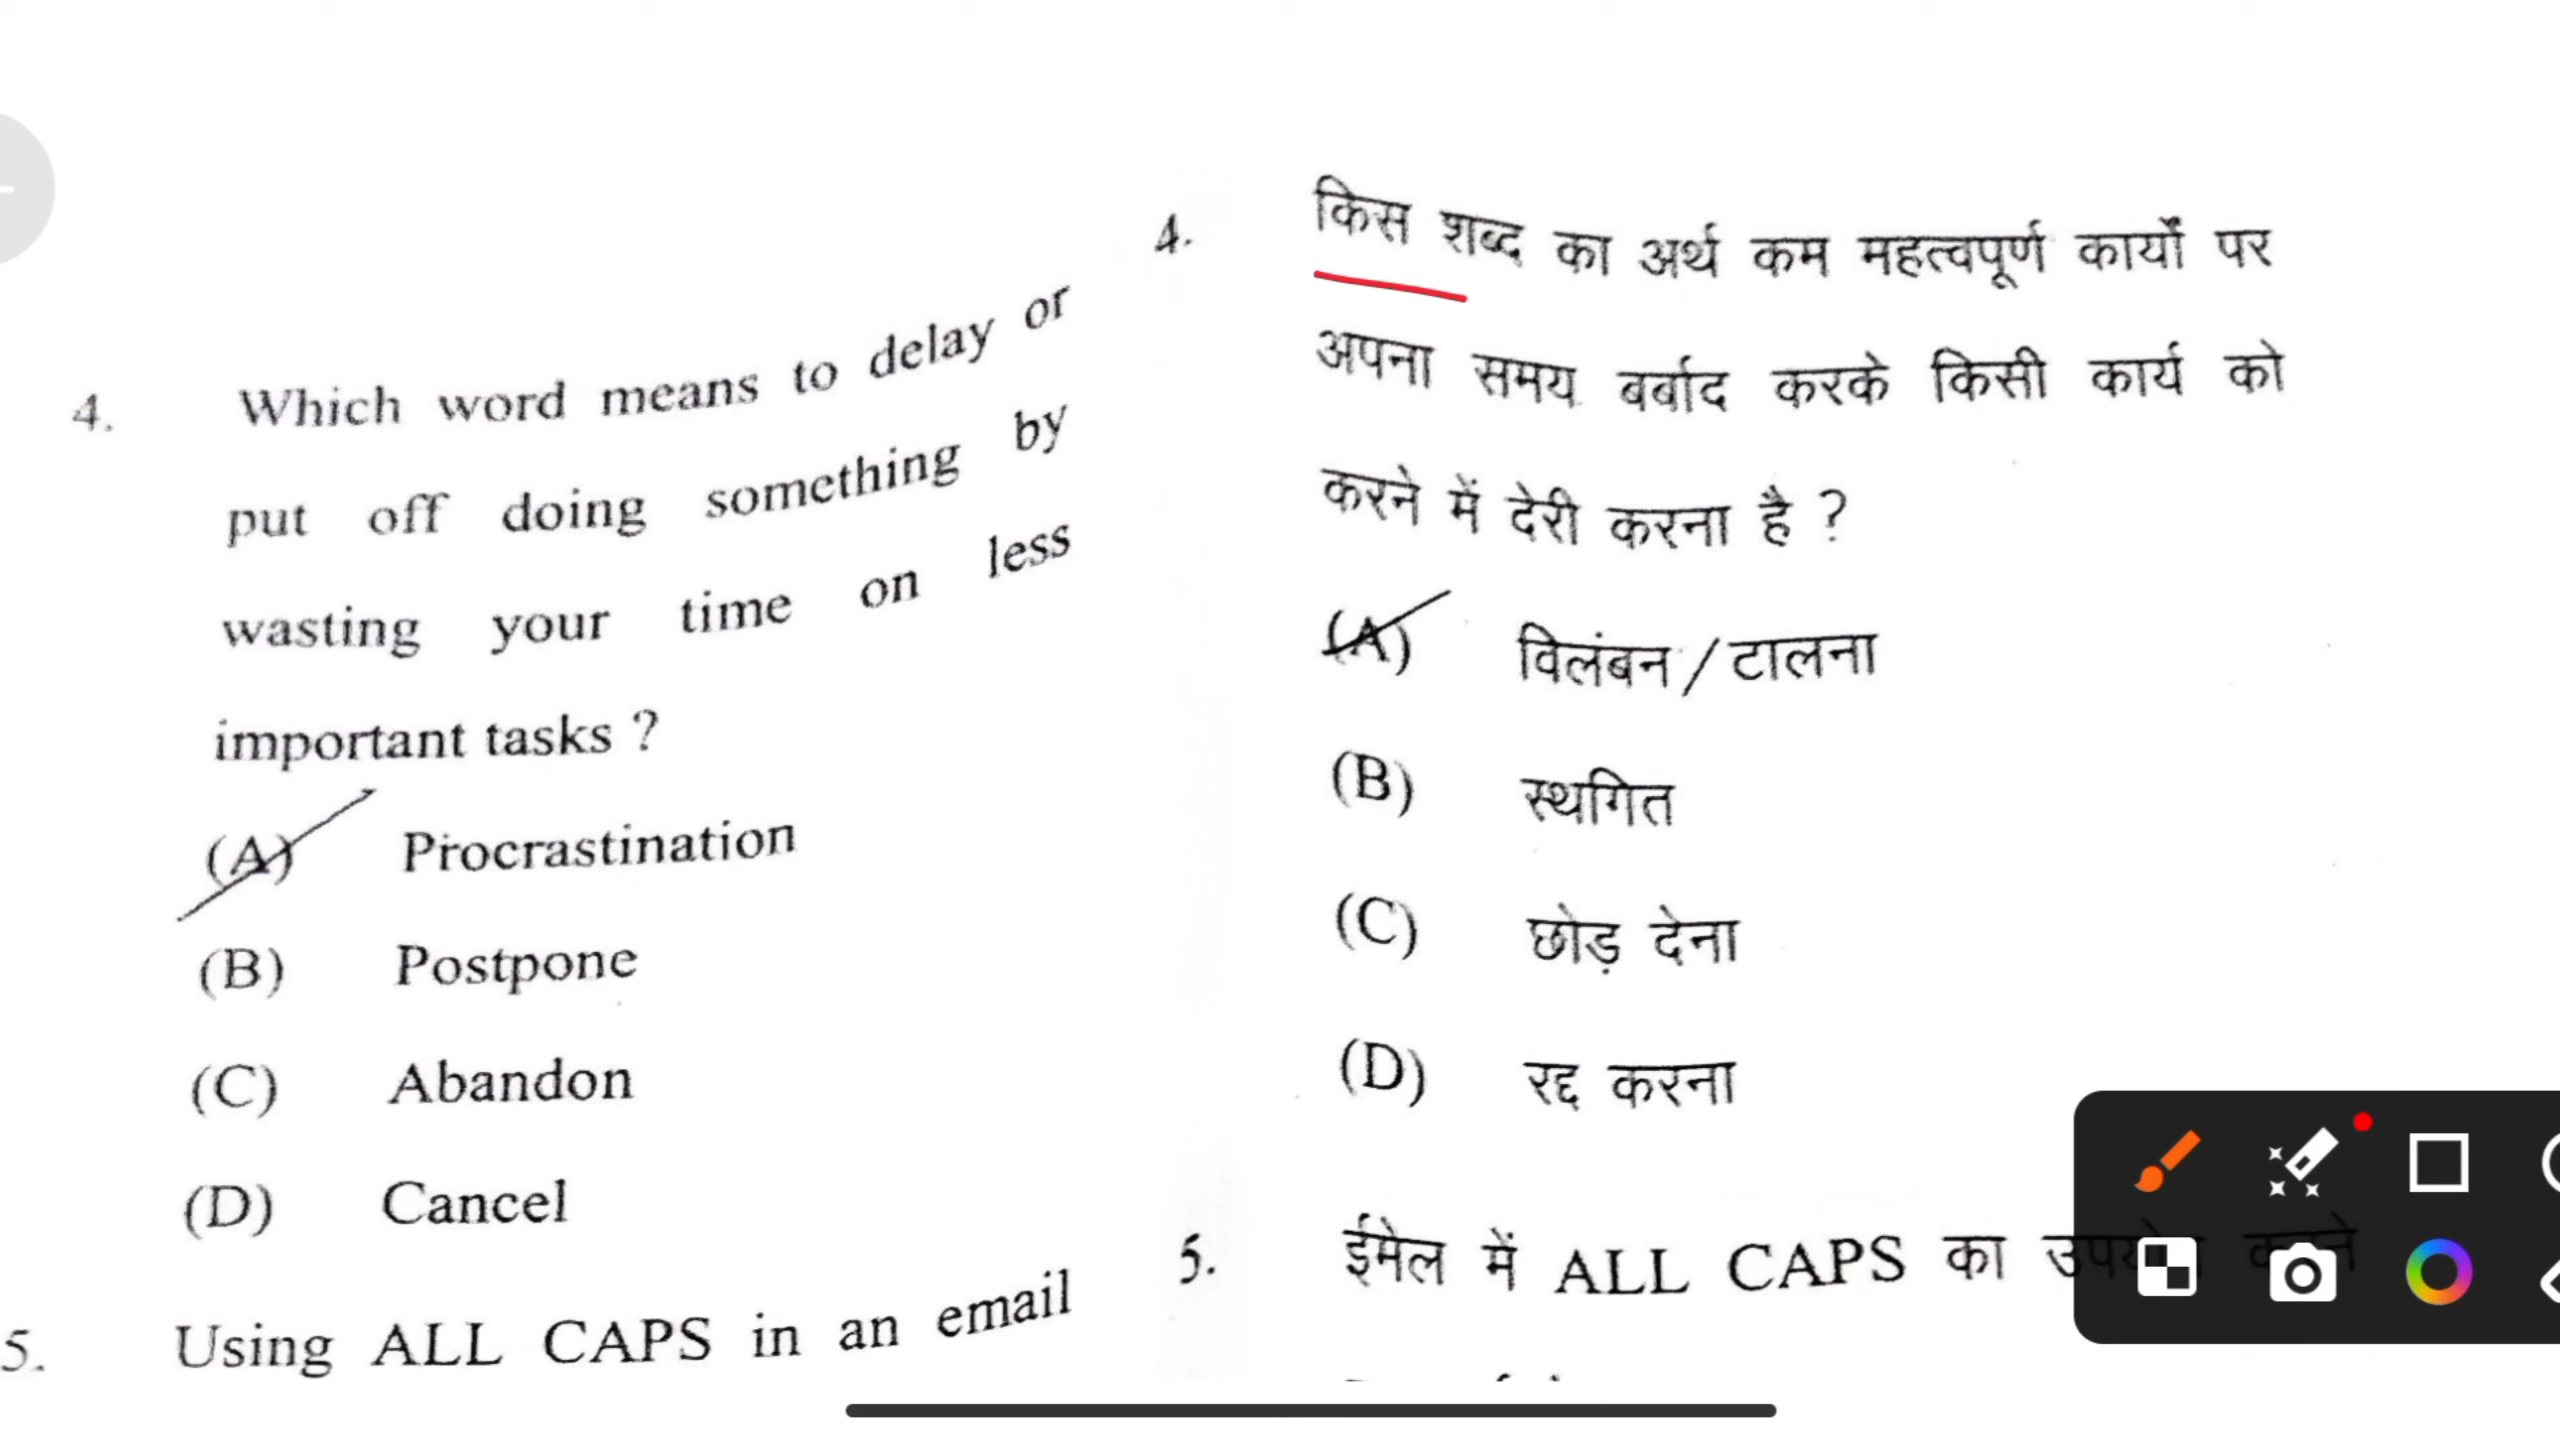 4. Which word means to delay or
put off doing something by
wasting your time on less
important tasks ?
(A) Procrastination
(B) Postpone
(C) Abandon
(D) Cancel
5. Using ALL CAPS in an email
4. किस शब्द का अर्थ कम महत्वपूर्ण कार्यों पर
अपना समय बर्बाद करके किसी कार्य को
करने में देरी करना है ?
(A) विलंबन / टालना
(B) स्थगित
(C) छोड़ देना
(D) रद्द करना
5. ईमेल में ALL CAPS का